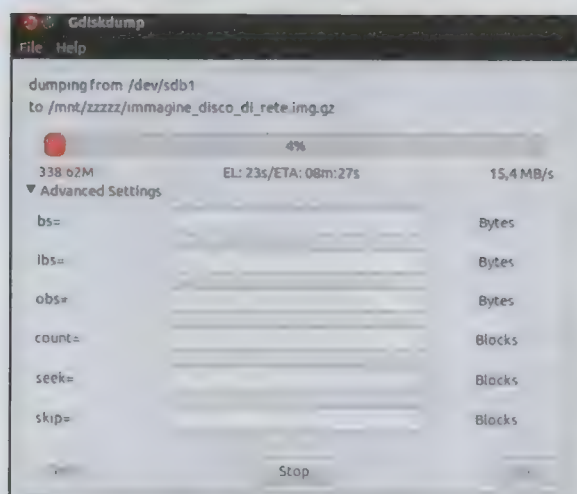 Gdiskdump
File Help
dumping from /dev/sdb1
to /mnt/zzzzz/immagine_disco_di_rete.img.gz
4%
338.62M EL: 23s/ETA: 08m:27s 15,4 MB/s
▼ Advanced Settings
bs= Bytes
ibs= Bytes
obs= Bytes
count= Blocks
seek= Blocks
skip= Blocks
Stop